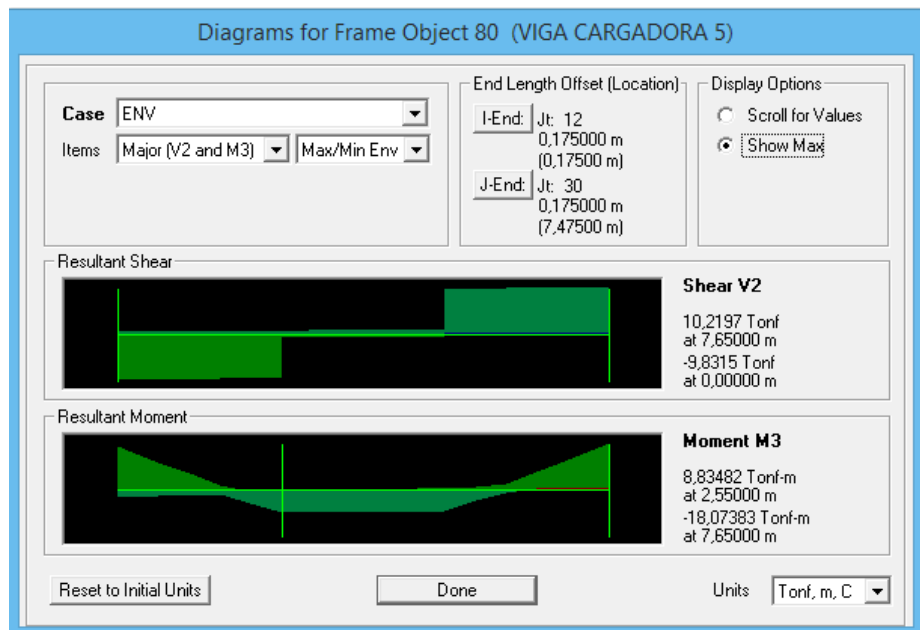 Diagrams for Frame Object 80 (VIGA CARGADORA 5)
Case ENV
Items Major (V2 and M3) Max/Min Env
End Length Offset (Location)
I-End: Jt: 12
0,175000 m
(0,17500 m)
J-End: Jt: 30
0,175000 m
(7,47500 m)
Display Options
Scroll for Values
Show Max
Resultant Shear
Shear V2
10,2197 Tonf
at 7,65000 m
-9,8315 Tonf
at 0,00000 m
Resultant Moment
Moment M3
8,83482 Tonf-m
at 2,55000 m
-18,07383 Tonf-m
at 7,65000 m
Reset to Initial Units Done Units Tonf, m, C